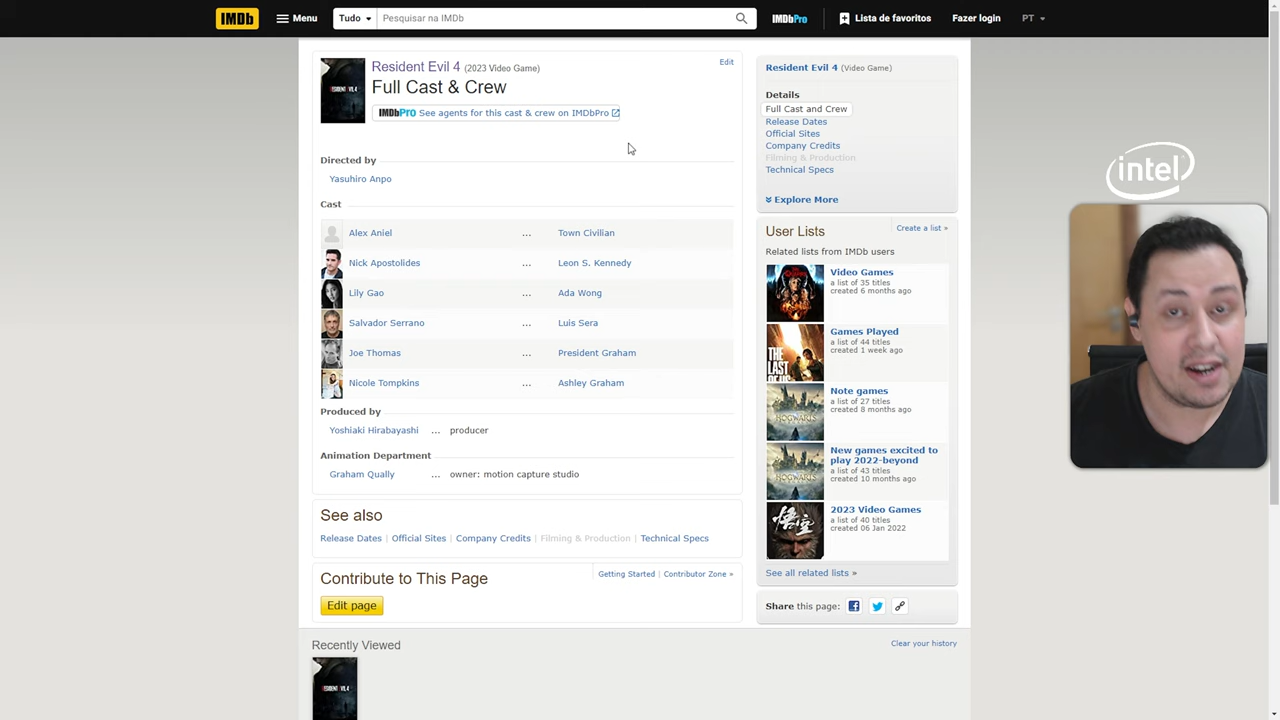 IMDb
Menu
Tudo
Pesquisar na IMDb
IMDbPro
Lista de favoritos
Fazer login
PT
Resident Evil 4 (2023 Video Game)
Edit
Full Cast & Crew
IMDbPro See agents for this cast & crew on IMDbPro
Directed by
Yasuhiro Anpo
Cast
Alex Aniel ... Town Civilian
Nick Apostolides ... Leon S. Kennedy
Lily Gao ... Ada Wong
Salvador Serrano ... Luis Sera
Joe Thomas ... President Graham
Nicole Tompkins ... Ashley Graham
Produced by
Yoshiaki Hirabayashi ... producer
Animation Department
Graham Qually ... owner: motion capture studio
See also
Release Dates | Official Sites | Company Credits | Filming & Production | Technical Specs
Contribute to This Page
Getting Started | Contributor Zone »
Edit page
Recently Viewed
Clear your history
RESIDENT EVIL 4
Resident Evil 4 (Video Game)
Details
Full Cast and Crew
Release Dates
Official Sites
Company Credits
Filming & Production
Technical Specs
Explore More
User Lists
Create a list »
Related lists from IMDb users
Video Games
a list of 35 titles
created 6 months ago
Games Played
a list of 44 titles
created 1 week ago
THE LAST
Note games
a list of 27 titles
created 8 months ago
HOGWARTS
New games excited to
play 2022-beyond
a list of 43 titles
created 10 months ago
HOGWARTS
2023 Video Games
a list of 40 titles
created 06 Jan 2022
悟空
See all related lists »
Share this page:
intel